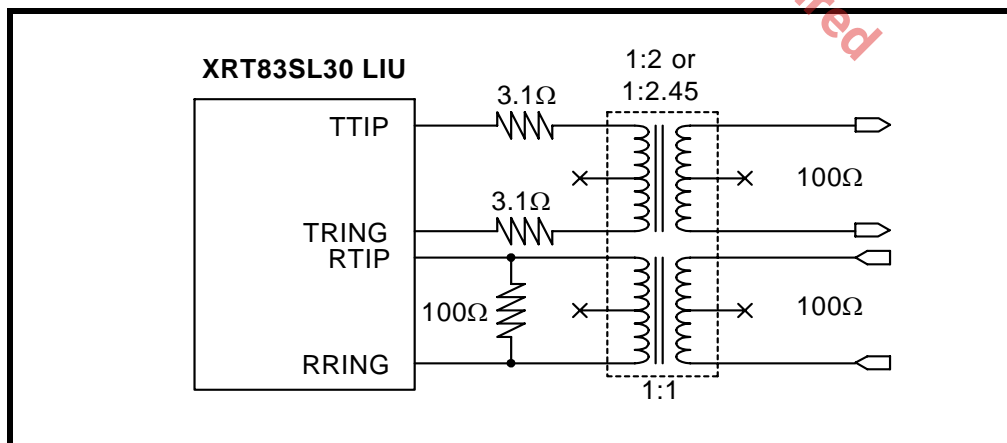 XRT83SL30 LIU
1:2 or
1:2.45
3.1Ω
TTIP
100Ω
3.1Ω
TRING
RTIP
100Ω
100Ω
RRING
1:1